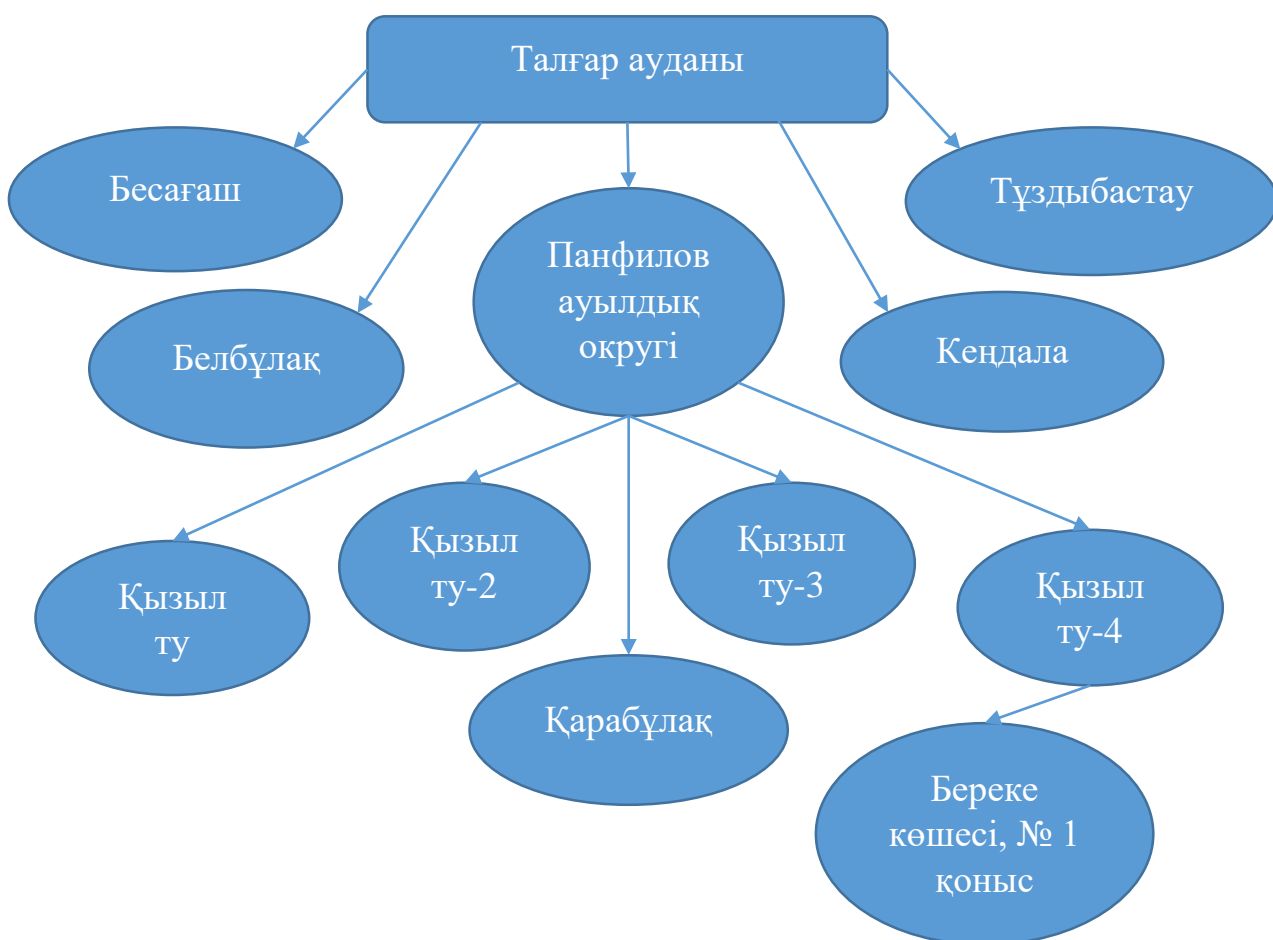 Талғар ауданы
Бесағаш
Тұздыбастау
Панфилов
ауылдық
округі
Белбұлақ
Кеңдала
Қызыл
ту
Қызыл
ту-2
Қызыл
ту-3
Қызыл
ту-4
Қарабұлақ
Береке
көшесі, № 1
қоныс